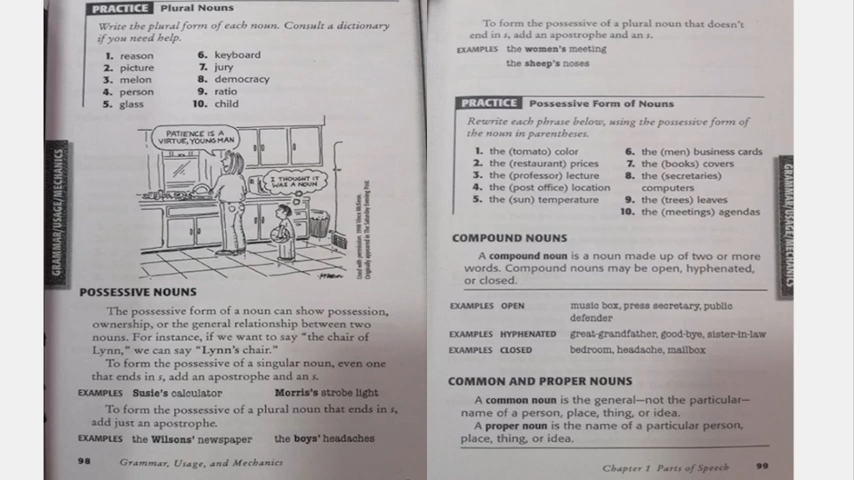 PRACTICE Plural Nouns
Write the plural form of each noun. Consult a dictionary
if you need help.
1. reason
2. picture
3. melon
4. person
5. glass
6. keyboard
7. jury
8. democracy
9. ratio
10. child
PATIENCE IS A
VIRTUE, YOUNG MAN
I THOUGHT IT
WAS A NOUN
Used with permission. 1998
Originally appeared in The Saturday Evening Post
GRAMMAR/USAGE/MECHANICS
POSSESSIVE NOUNS
The possessive form of a noun can show possession,
ownership, or the general relationship between two
nouns. For instance, if we want to say “the chair of
Lynn,” we can say “Lynn's chair.”
To form the possessive of a singular noun, even one
that ends in s, add an apostrophe and an s.
EXAMPLES Susie's calculator Morris's strobe light
To form the possessive of a plural noun that ends in s,
add just an apostrophe.
EXAMPLES the Wilsons' newspaper the boys' headaches
98 Grammar, Usage, and Mechanics
To form the possessive of a plural noun that doesn't
end in s, add an apostrophe and an s.
EXAMPLES the women's meeting
the sheep's noses
PRACTICE Possessive Form of Nouns
Rewrite each phrase below, using the possessive form of
the noun in parentheses.
1. the (tomato) color
2. the (restaurant) prices
3. the (professor) lecture
4. the (post office) location
5. the (sun) temperature
6. the (men) business cards
7. the (books) covers
8. the (secretaries)
computers
9. the (trees) leaves
10. the (meetings) agendas
GRAMMAR/USAGE/MECHANICS
COMPOUND NOUNS
A compound noun is a noun made up of two or more
words. Compound nouns may be open, hyphenated,
or closed.
EXAMPLES OPEN music box, press secretary, public
defender
EXAMPLES HYPHENATED great-grandfather, good-bye, sister-in-law
EXAMPLES CLOSED bedroom, headache, mailbox
COMMON AND PROPER NOUNS
A common noun is the general—not the particular—
name of a person, place, thing, or idea.
A proper noun is the name of a particular person,
place, thing, or idea.
Chapter 1 Parts of Speech 99